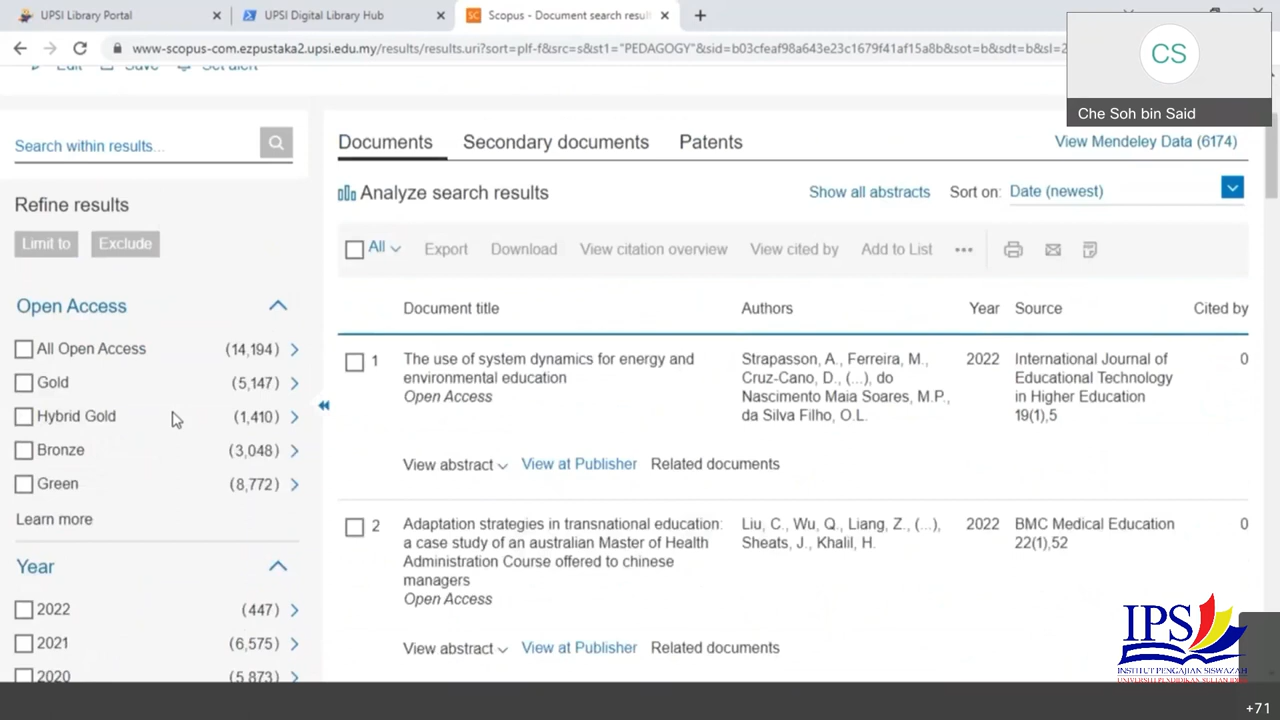 UPSI Library Portal
UPSI Digital Library Hub
SC
Scopus - Document search resul
www-scopus-com.ezpustaka2.upsi.edu.my/results/results.uri?sort=plf-f&src=s&st1="PEDAGOGY"&sid=b03cfeaf98a643e23c1679f41af15a8b&sot=b&sdt=b&sl=2
CS
Che Soh bin Said
Edit
Save
Set alert
Search within results...
Refine results
Limit to
Exclude
Open Access
All Open Access (14,194)
Gold (5,147)
Hybrid Gold (1,410)
Bronze (3,048)
Green (8,772)
Learn more
Year
2022 (447)
2021 (6,575)
2020 (5,873)
Documents
Secondary documents
Patents
View Mendeley Data (6174)
Analyze search results
Show all abstracts
Sort on: Date (newest)
All
Export
Download
View citation overview
View cited by
Add to List
Document title
Authors
Year
Source
Cited by
1
The use of system dynamics for energy and
environmental education
Open Access
Strapasson, A., Ferreira, M.,
Cruz-Cano, D., (...), do
Nascimento Maia Soares, M.P.,
da Silva Filho, O.L.
2022
International Journal of
Educational Technology
in Higher Education
19(1),5
0
View abstract
View at Publisher
Related documents
2
Adaptation strategies in transnational education:
a case study of an australian Master of Health
Administration Course offered to chinese
managers
Open Access
Liu, C., Wu, Q., Liang, Z., (...),
Sheats, J., Khalil, H.
2022
BMC Medical Education
22(1),52
0
View abstract
View at Publisher
Related documents
IPS
INSTITUT PENGAJIAN SISWAZAH
UNIVERSITI PENDIDIKAN SULTAN IDRIS
+71